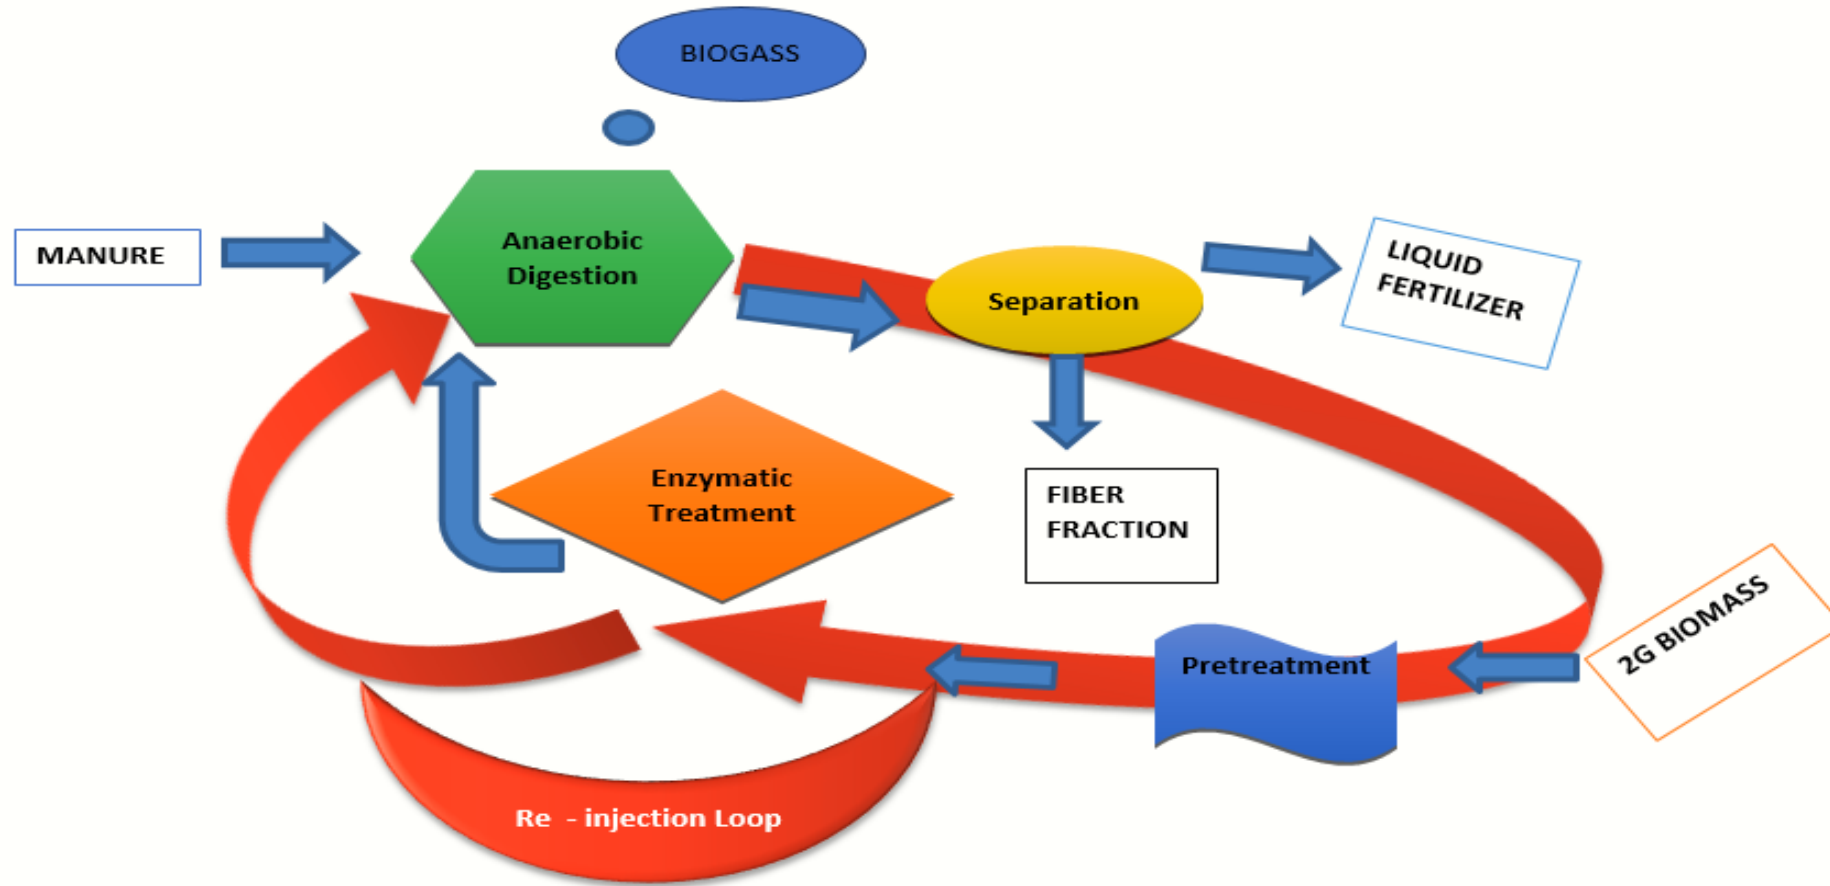 BIOGASS
Anaerobic
Digestion
MANURE
Separation
LIQUID
FERTILIZER
Enzymatic
Treatment
FIBER
FRACTION
2G BIOMASS
Pretreatment
Re - injection Loop